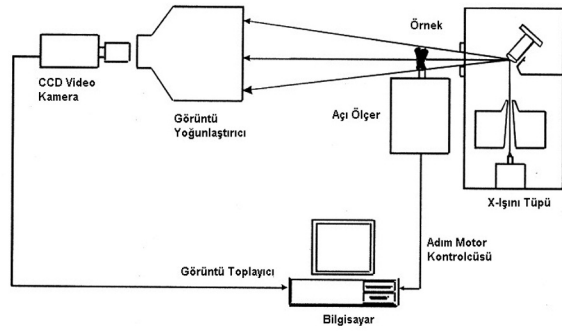 Örnek
CCD Video
Kamera
Görüntü
Yoğunlaştırıcı
Açı Ölçer
X-Işını Tüpü
Adım Motor
Kontrolcüsü
Görüntü Toplayıcı
Bilgisayar